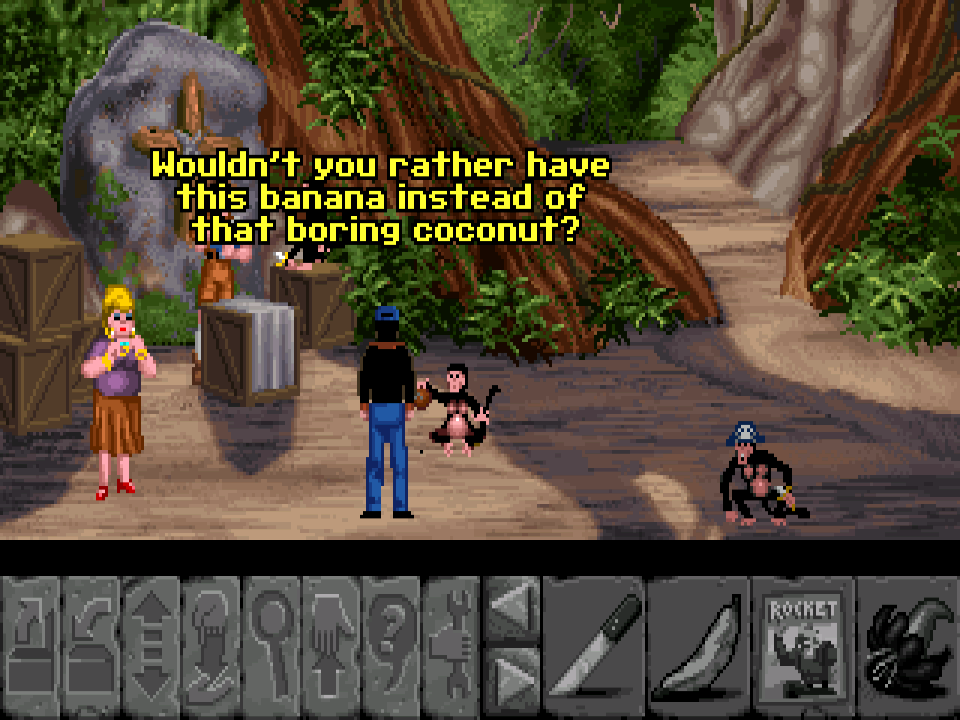 Wouldn't you rather have
this banana instead of
that boring coconut?
ROCKET